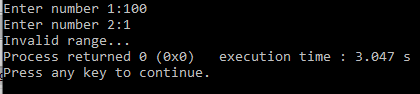 Enter number 1:100
Enter number 2:1
Invalid range...
Process returned 0 (0x0)   execution time : 3.047 s
Press any key to continue.